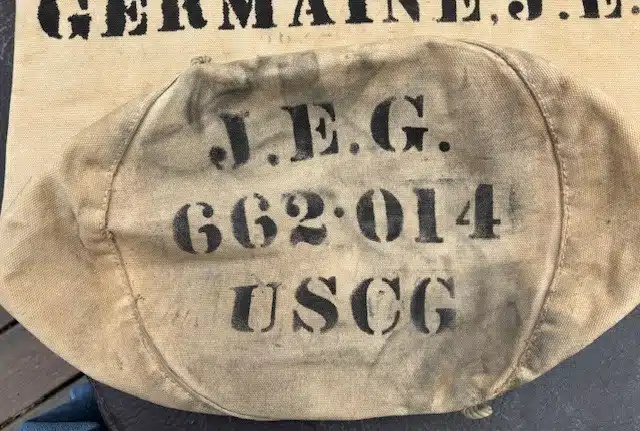 GERMAINE, J.E.
J.E.G.
662·014
USCG